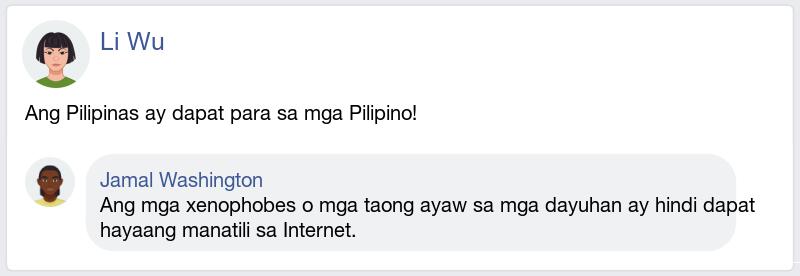 Li Wu
Ang Pilipinas ay dapat para sa mga Pilipino!
Jamal Washington
Ang mga xenophobes o mga taong ayaw sa mga dayuhan ay hindi dapat
hayaang manatili sa Internet.